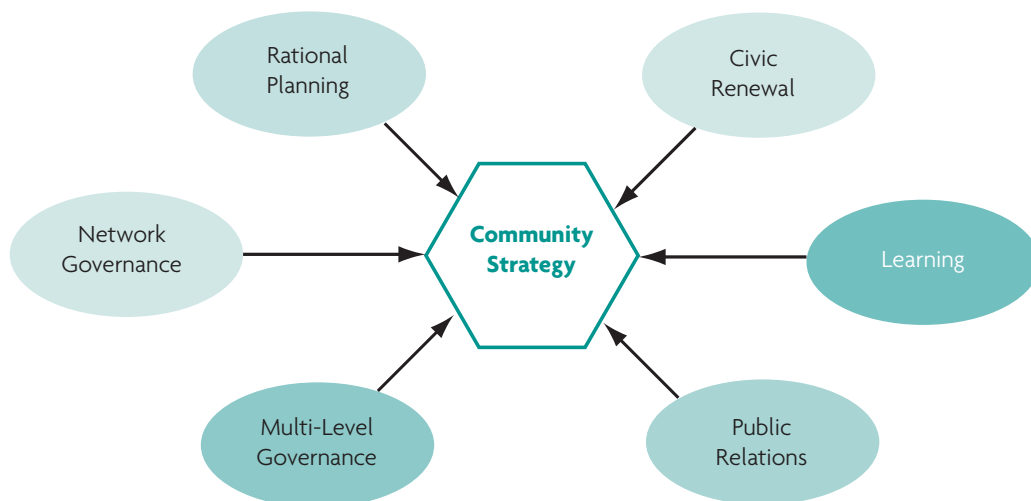 Rational
Planning
Civic
Renewal
Network
Governance
Community
Strategy
Learning
Multi-Level
Governance
Public
Relations